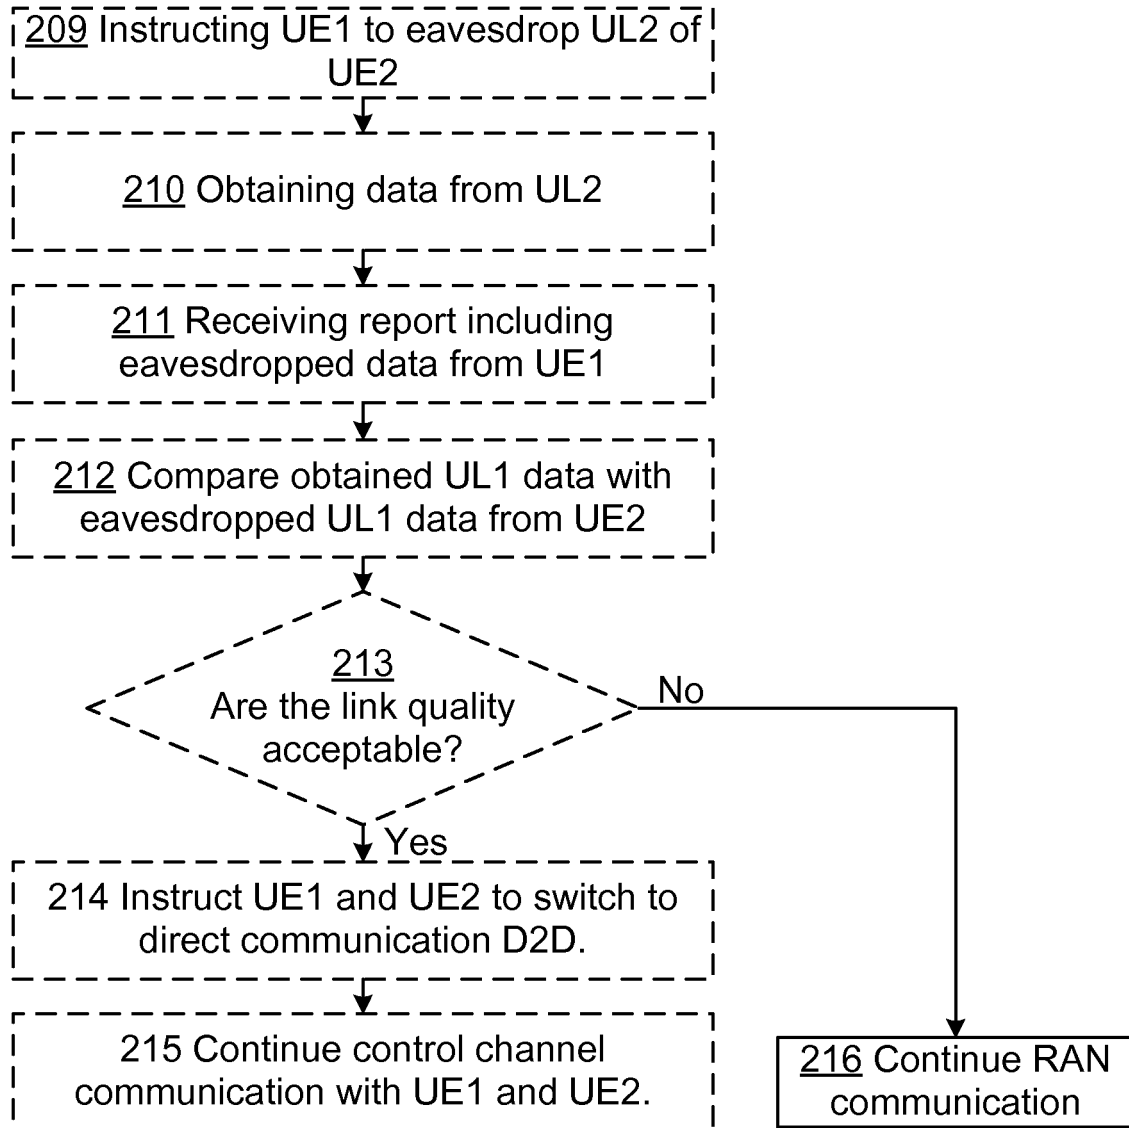 209 Instructing UE1 to eavesdrop UL2 of
UE2
210 Obtaining data from UL2
211 Receiving report including
eavesdropped data from UE1
212 Compare obtained UL1 data with
eavesdropped UL1 data from UE2
213
Are the link quality
acceptable?
No
Yes
214 Instruct UE1 and UE2 to switch to
direct communication D2D.
215 Continue control channel
communication with UE1 and UE2.
216 Continue RAN
communication